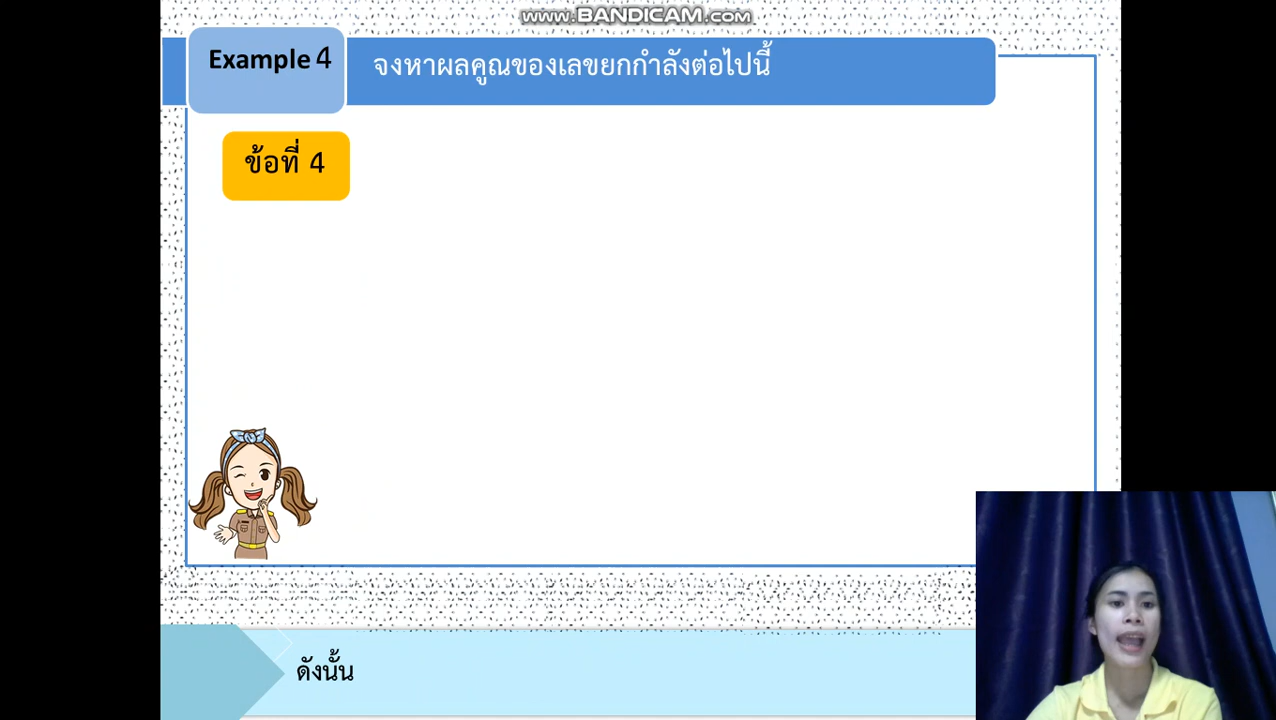 www.BANDICAM.com
Example 4
จงหาผลคูณของเลขยกกำลังต่อไปนี้
ข้อที่ 4
ดังนั้น